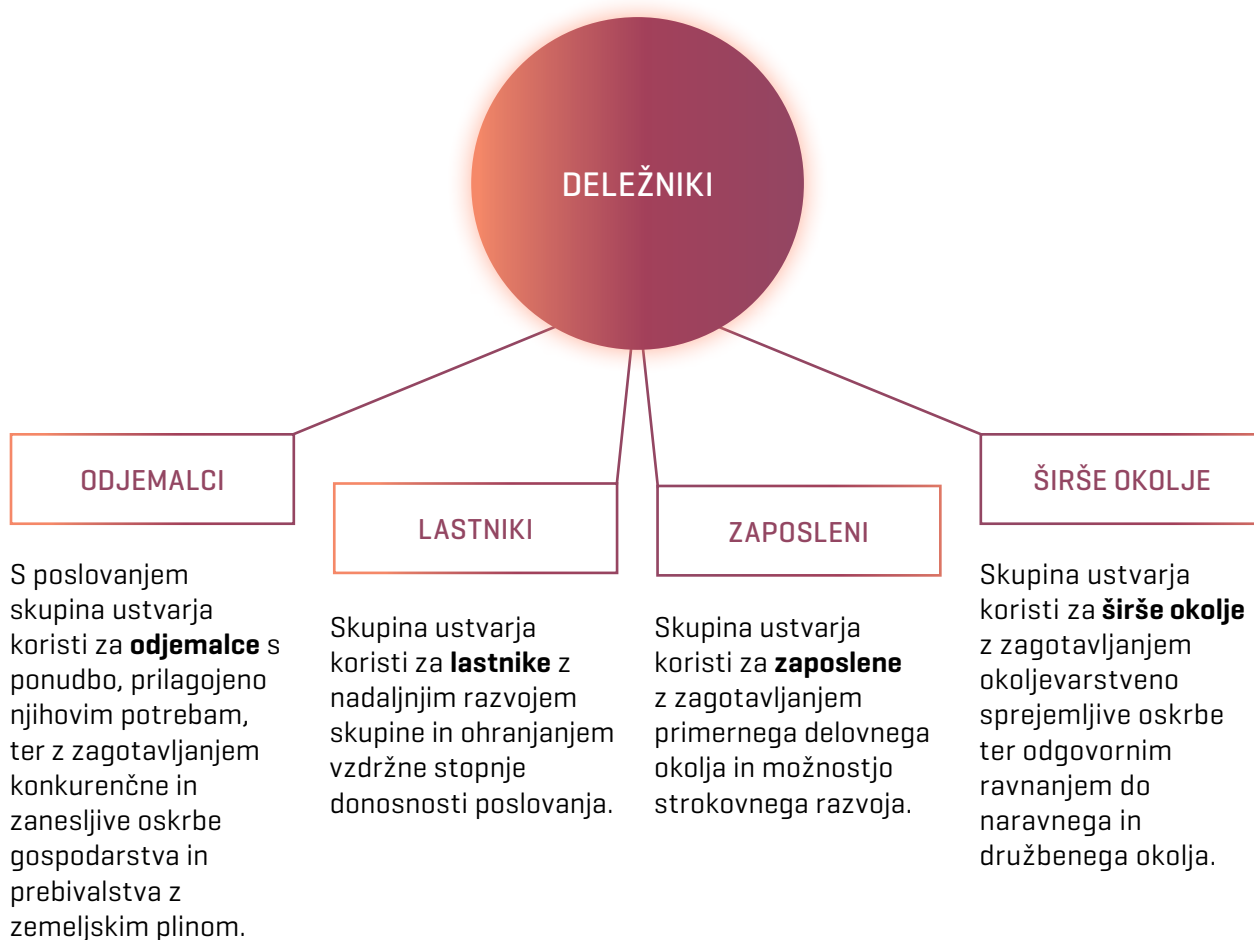 DELEŽNIKI
ODJEMALCI
S poslovanjem
skupina ustvarja
koristi za odjemalce s
ponudbo, prilagojeno
njihovim potrebam,
ter z zagotavljanjem
konkurenčne in
zanesljive oskrbe
gospodarstva in
prebivalstva z
zemeljskim plinom.
LASTNIKI
Skupina ustvarja
koristi za lastnike z
nadaljnjim razvojem
skupine in ohranjanjem
vzdržne stopnje
donosnosti poslovanja.
ZAPOSLENI
Skupina ustvarja
koristi za zaposlene
z zagotavljanjem
primernega delovnega
okolja in možnostjo
strokovnega razvoja.
ŠIRŠE OKOLJE
Skupina ustvarja
koristi za širše okolje
z zagotavljanjem
okoljevarstveno
sprejemljive oskrbe
ter odgovornim
ravnanjem do
naravnega in
družbenega okolja.